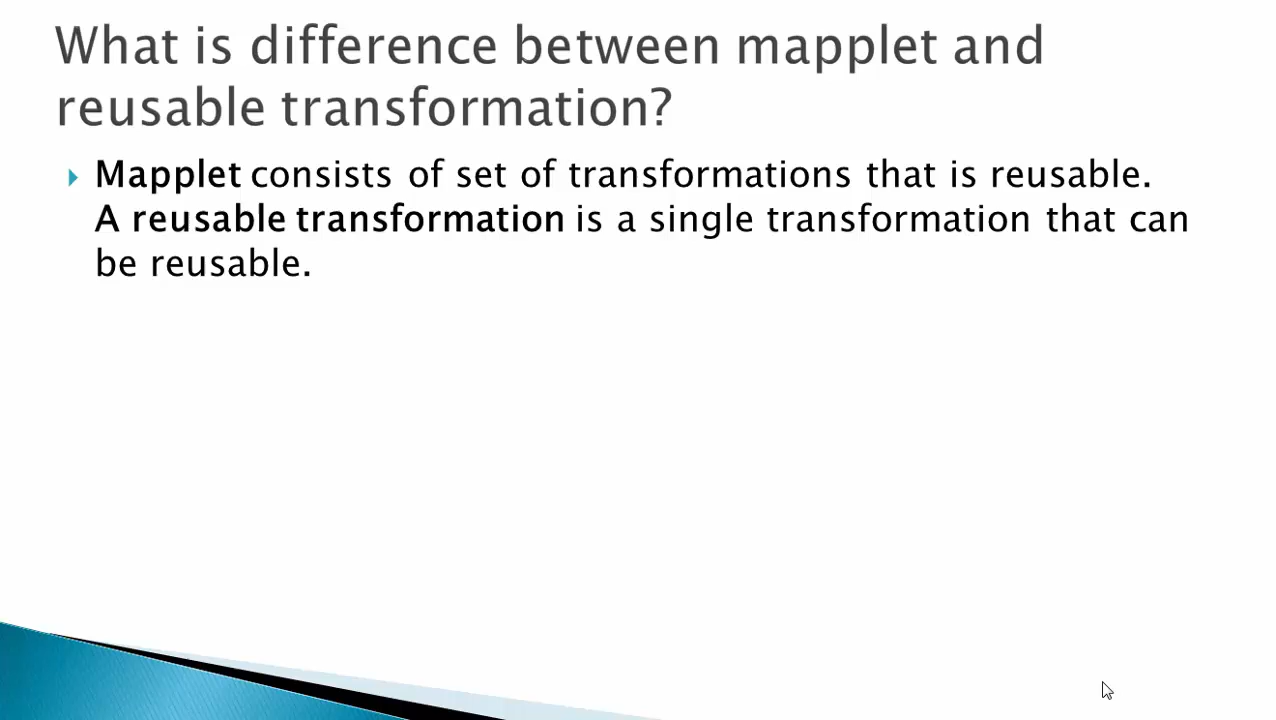 What is difference between mapplet and
reusable transformation?
Mapplet consists of set of transformations that is reusable.
A reusable transformation is a single transformation that can
be reusable.